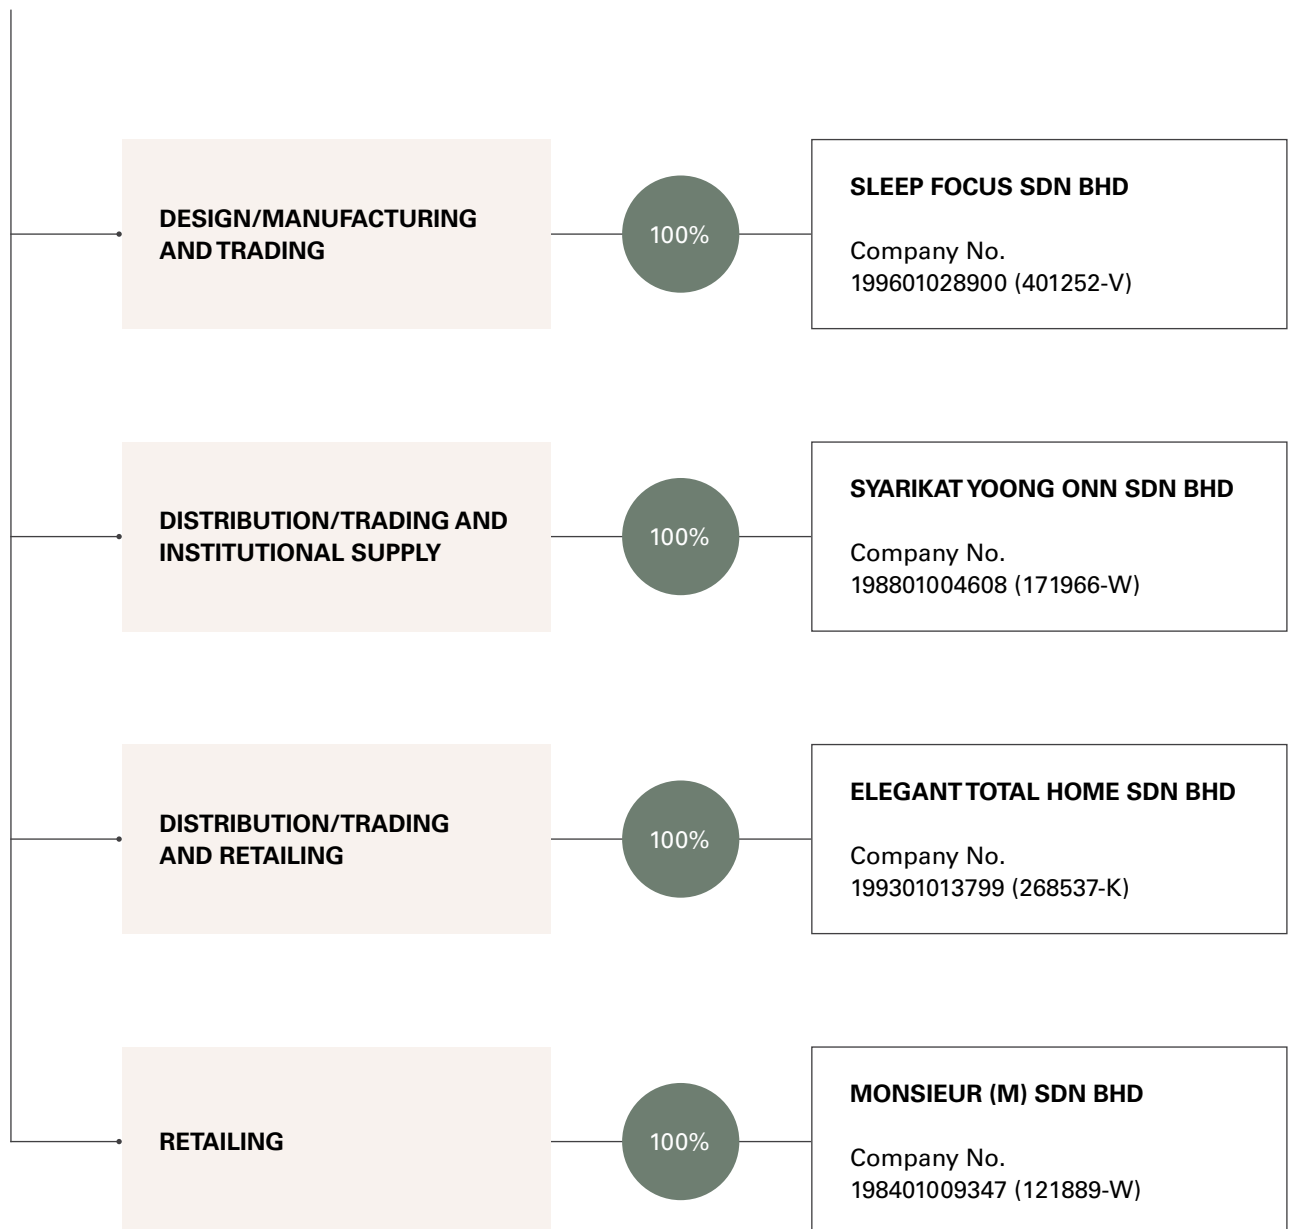 DESIGN/MANUFACTURING
AND TRADING
100%
SLEEP FOCUS SDN BHD
Company No.
199601028900 (401252-V)
DISTRIBUTION/TRADING AND
INSTITUTIONAL SUPPLY
100%
SYARIKAT YOONG ONN SDN BHD
Company No.
198801004608 (171966-W)
DISTRIBUTION/TRADING
AND RETAILING
100%
ELEGANT TOTAL HOME SDN BHD
Company No.
199301013799 (268537-K)
RETAILING
100%
MONSIEUR (M) SDN BHD
Company No.
198401009347 (121889-W)